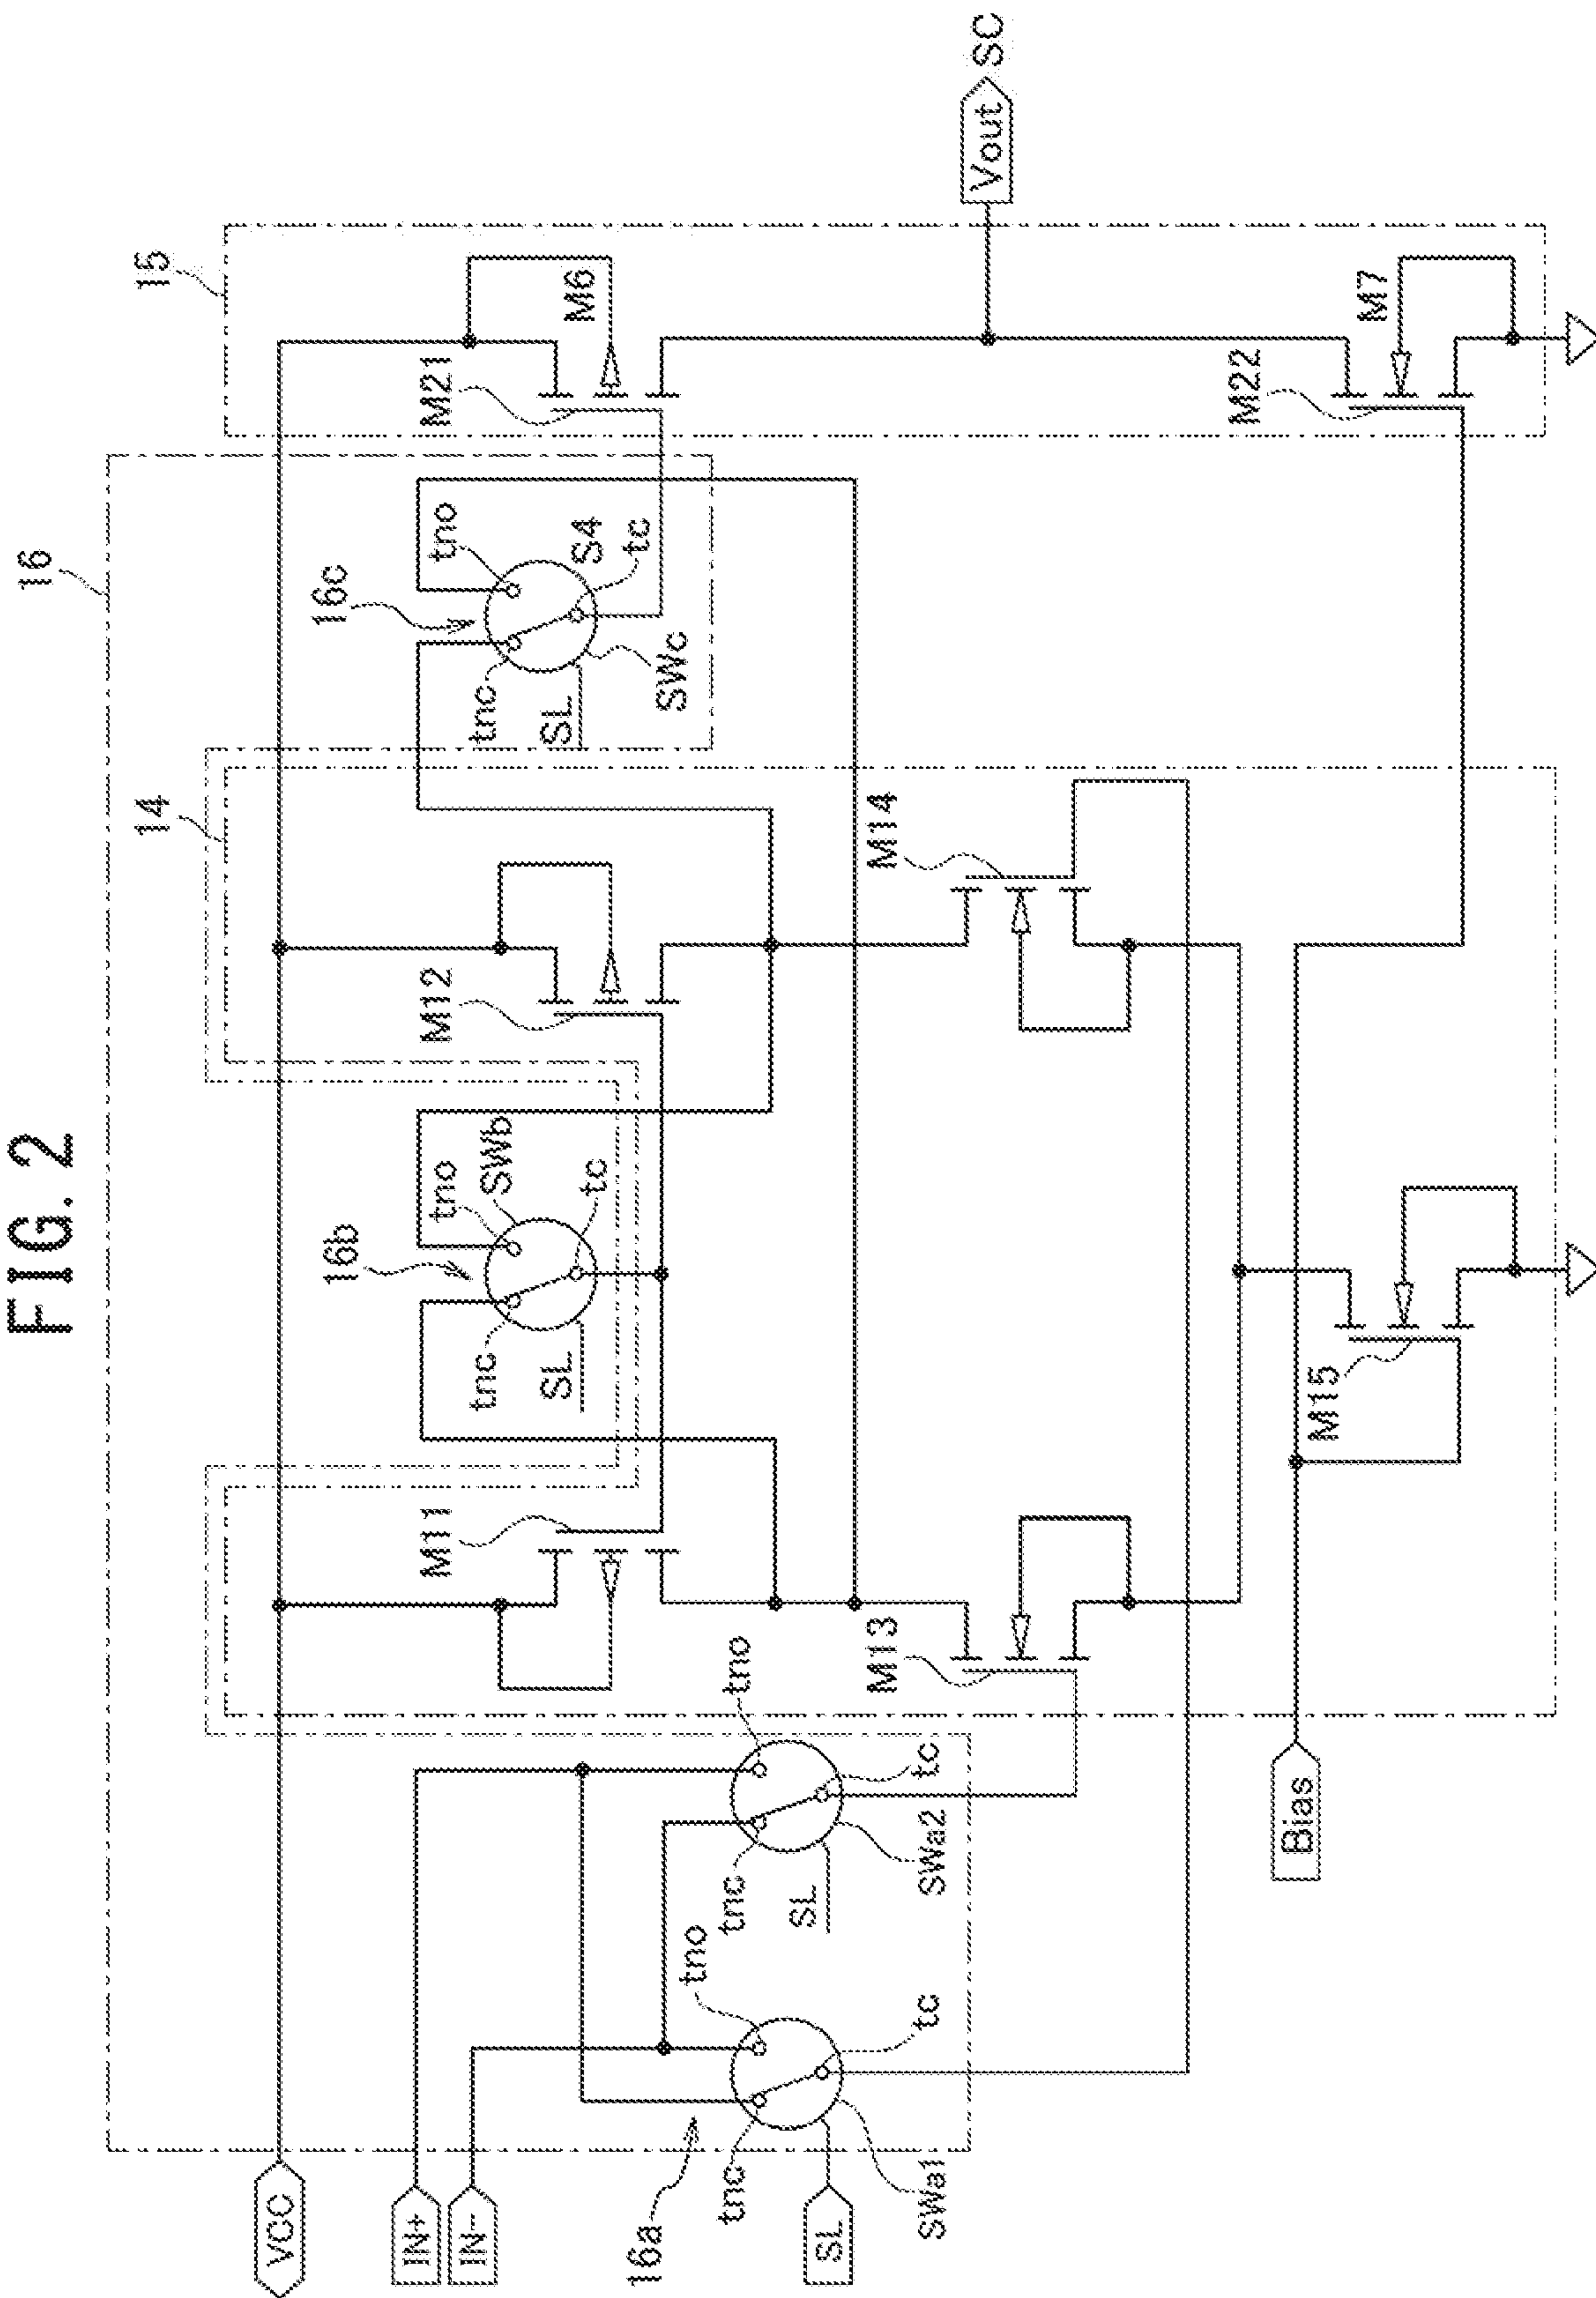 FIG. 2
16
14
15
16b
16c
VCC
IN+
IN-
16a
SL
tnc
tno
tc
SWa1
tnc
tno
tc
SL
SWa2
M11
M12
tnc
tno
SWb
tc
SL
tnc
tno
S4
tc
SL
SWc
M21
M6
M13
M14
Vout
SC
Bias
M15
M22
M7